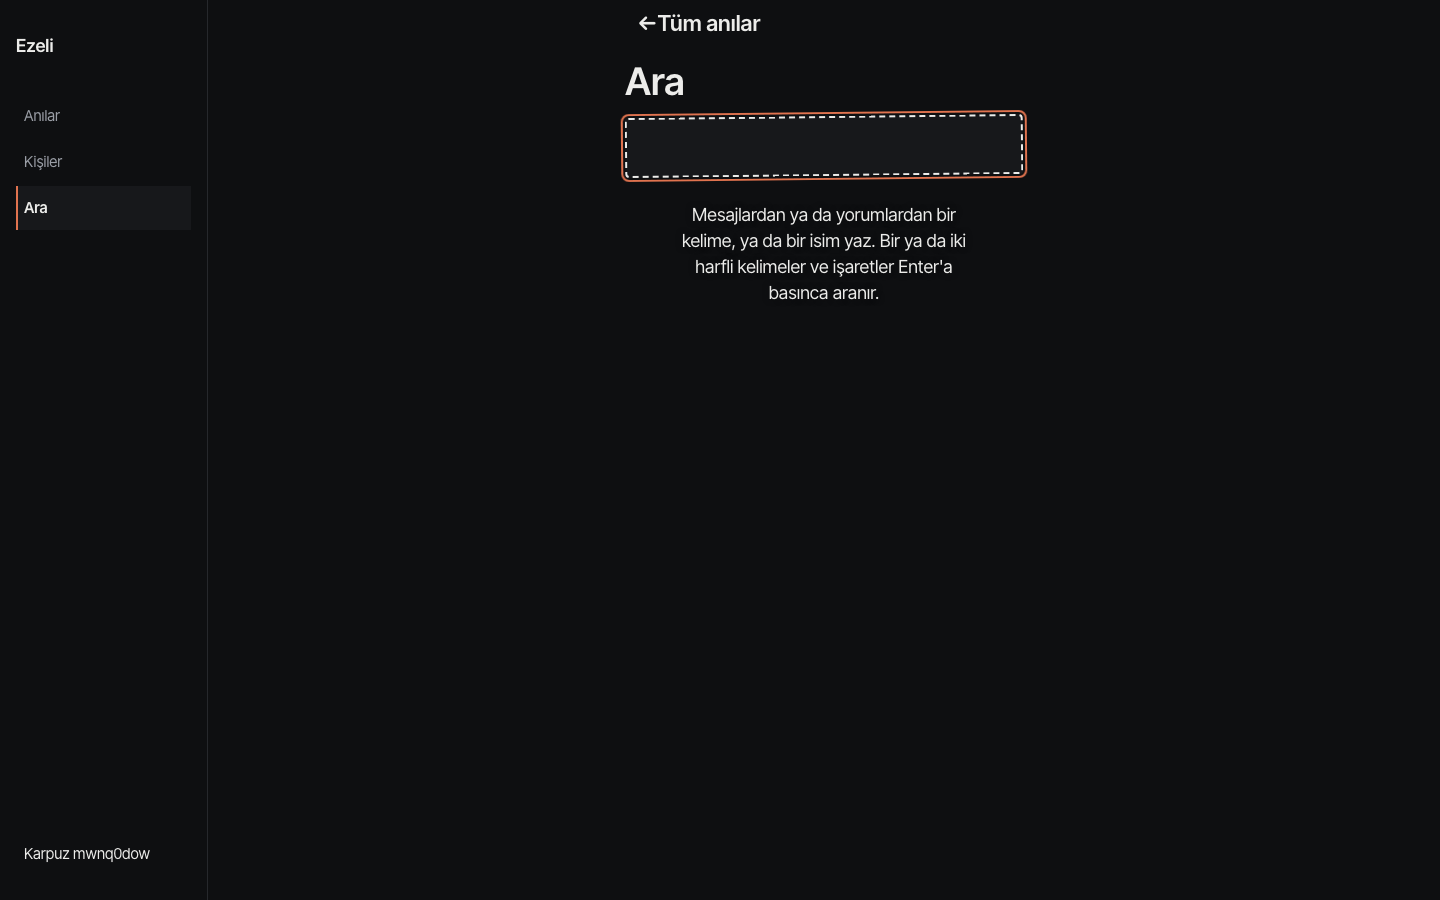 Ezeli
Anılar
Kişiler
Ara
Karpuz mwnq0dow
←Tüm anılar
Ara
Mesajlardan ya da yorumlardan bir
kelime, ya da bir isim yaz. Bir ya da iki
harfli kelimeler ve işaretler Enter'a
basınca aranır.